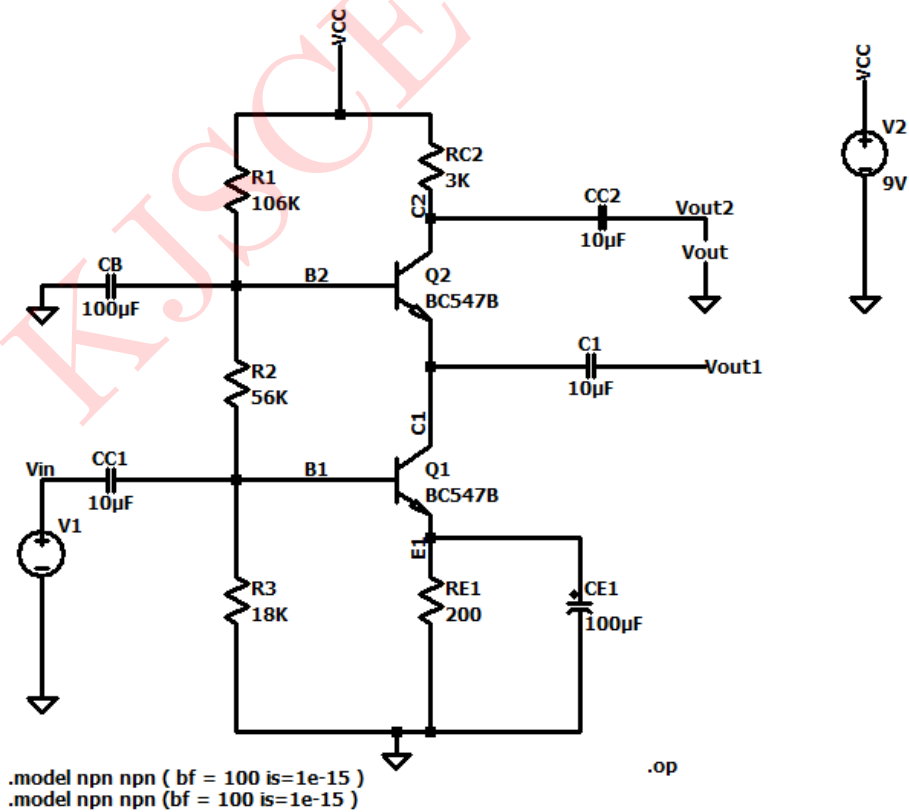 VCC
VCC
RC2
3K
V2
9V
R1
106K
C2
CC2
10µF
Vout2
Vout
CB
100µF
B2
Q2
BC547B
R2
56K
C1
10µF
Vout1
C1
Vin
CC1
10µF
B1
Q1
BC547B
V1
E1
R3
18K
RE1
200
CE1
100µF
.model npn npn ( bf = 100 is=1e-15 )
.model npn npn (bf = 100 is=1e-15 )
.op
KJSCE